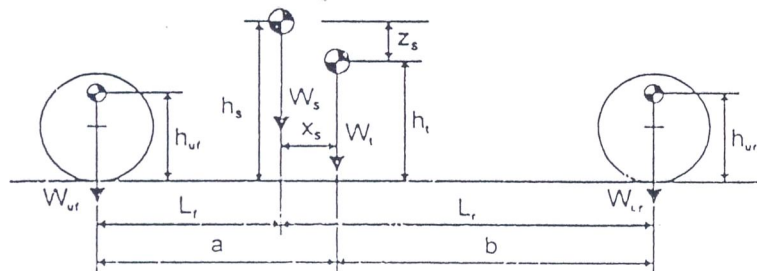 z_s
W_s
h_s
x_s
W_t
h_t
h_uf
h_ur
W_uf
W_ur
L_f
L_r
a
b